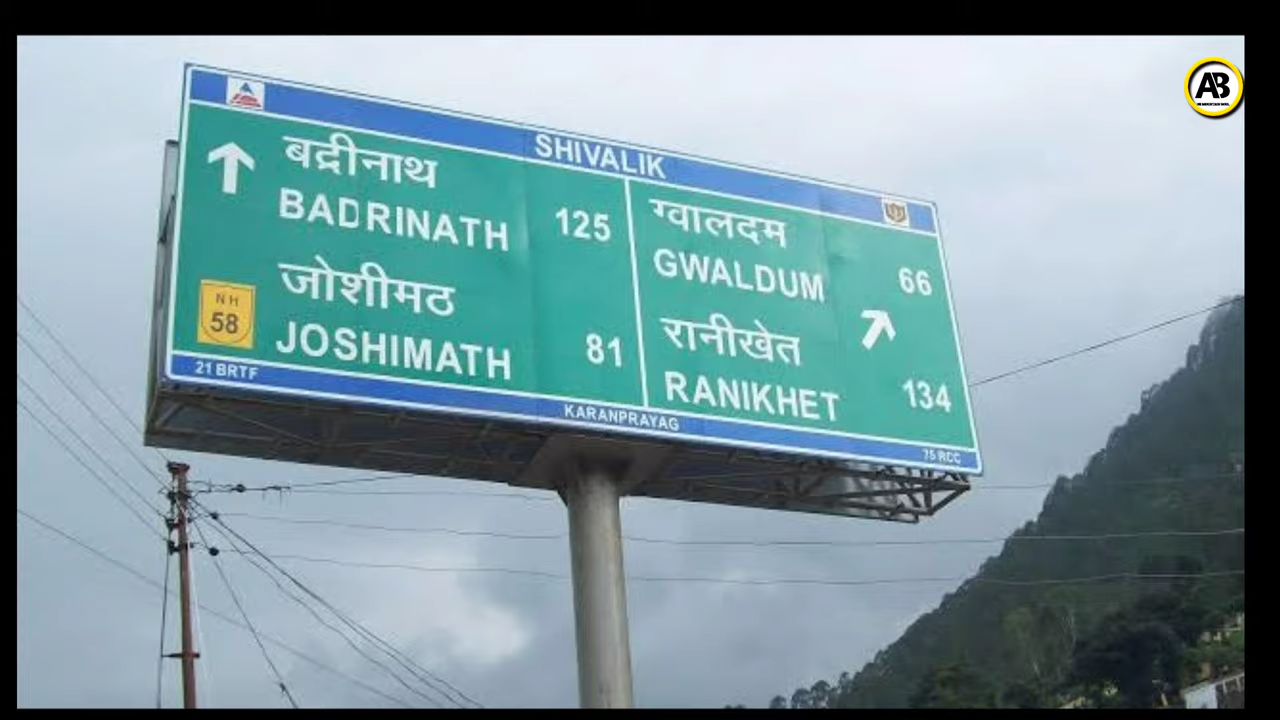 SHIVALIK
बद्रीनाथ
BADRINATH 125
जोशीमठ
JOSHIMATH 81
NH
58
ग्वालदम
GWALDUM 66
रानीखेत
RANIKHET 134
21 BRTF
KARANPRAYAG
75 RCC
AB